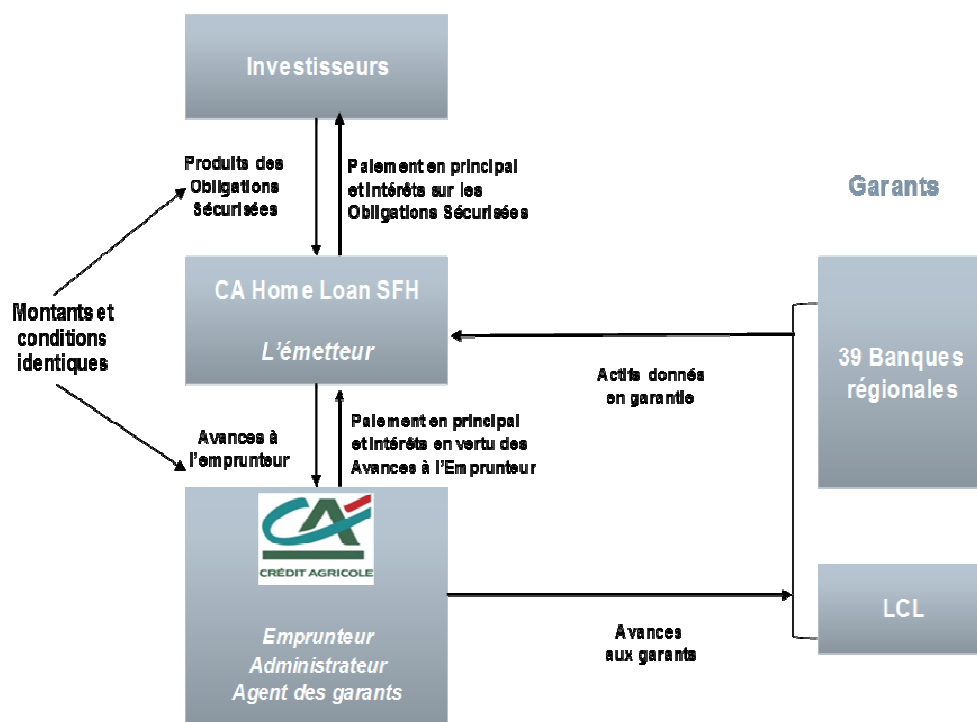 Investisseurs
Produits des
Obligations
Sécurisées
Paiement en principal
et intérêts sur les
Obligations Sécurisées
Garants
CA Home Loan SFH
L'émetteur
Montants et
conditions
identiques
39 Banques
régionales
Actifs donnés
en garantie
Avances à
l'emprunteur
Paiement en principal
et intérêts en vertu des
Avances à l'Emprunteur
CA
CRÉDIT AGRICOLE
Emprunteur
Administrateur
Agent des garants
Avances
aux garants
LCL